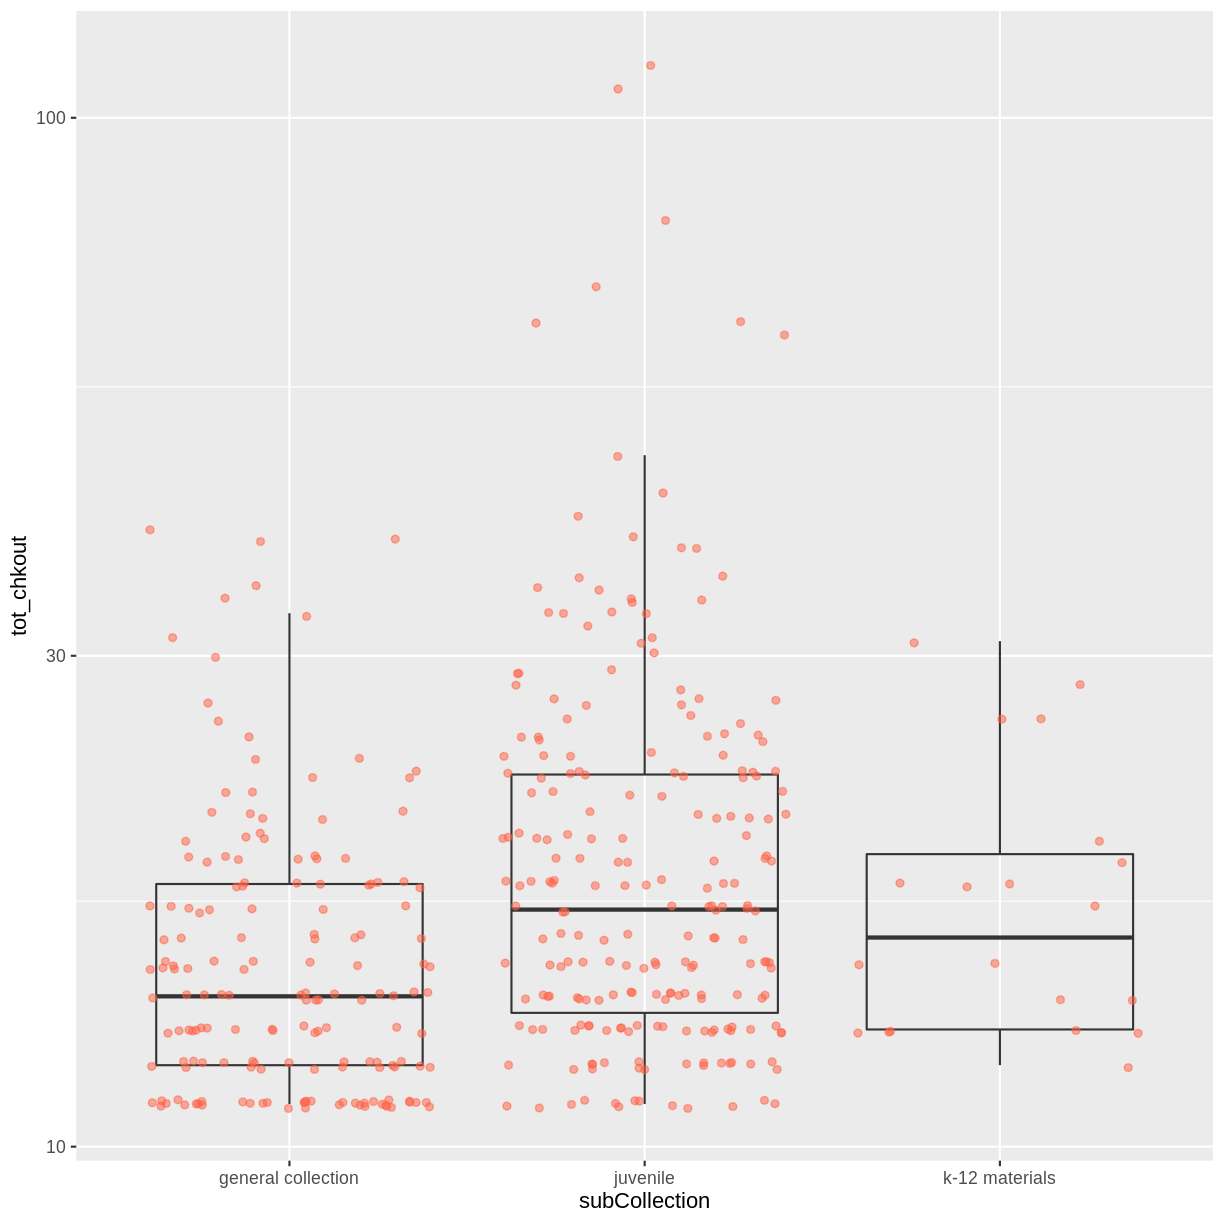 100
30
10
tot_chkout
general collection
juvenile
k-12 materials
subCollection